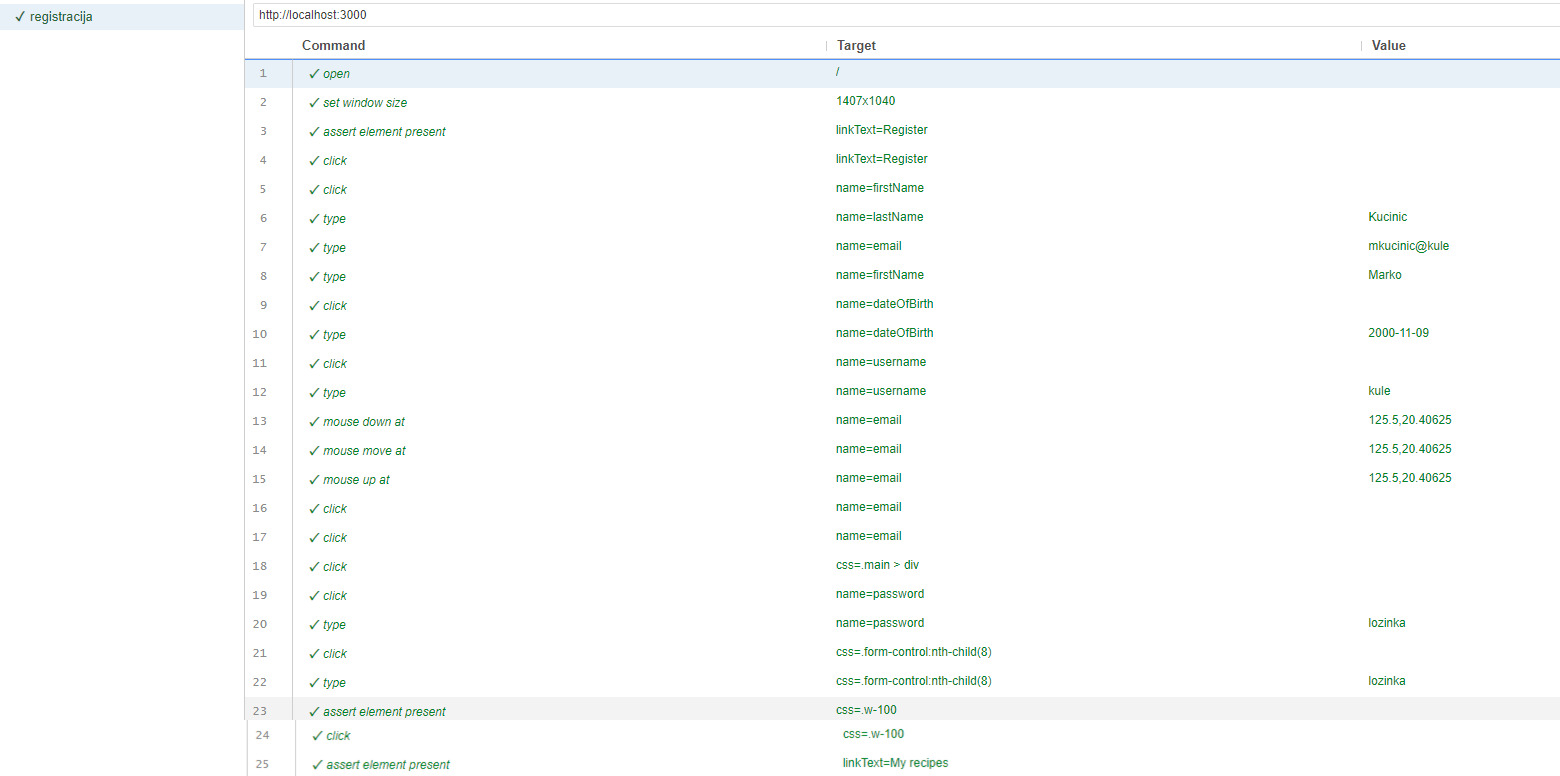 ✓ registracija
http://localhost:3000
Command Target Value
1 ✓ open /
2 ✓ set window size 1407x1040
3 ✓ assert element present linkText=Register
4 ✓ click linkText=Register
5 ✓ click name=firstName
6 ✓ type name=lastName Kucinic
7 ✓ type name=email mkucinic@kule
8 ✓ type name=firstName Marko
9 ✓ click name=dateOfBirth
10 ✓ type name=dateOfBirth 2000-11-09
11 ✓ click name=username
12 ✓ type name=username kule
13 ✓ mouse down at name=email 125.5,20.40625
14 ✓ mouse move at name=email 125.5,20.40625
15 ✓ mouse up at name=email 125.5,20.40625
16 ✓ click name=email
17 ✓ click name=email
18 ✓ click css=.main > div
19 ✓ click name=password
20 ✓ type name=password lozinka
21 ✓ click css=.form-control:nth-child(8)
22 ✓ type css=.form-control:nth-child(8) lozinka
23 ✓ assert element present css=.w-100
24 ✓ click css=.w-100
25 ✓ assert element present linkText=My recipes